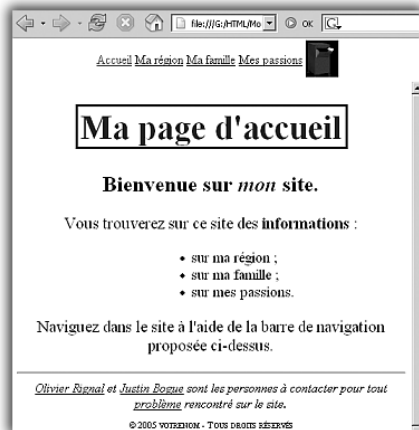 file:///G:/HTML/Mo OK G
Accueil Ma région Ma famille Mes passions
Ma page d'accueil
Bienvenue sur mon site.
Vous trouverez sur ce site des informations :
• sur ma région ;
• sur ma famille ;
• sur mes passions.
Naviguez dans le site à l'aide de la barre de navigation
proposée ci-dessus.
Olivier Rignal et Justin Bogue sont les personnes à contacter pour tout
problème rencontré sur le site.
© 2005 VOTRENOM - TOUS DROITS RÉSERVÉS